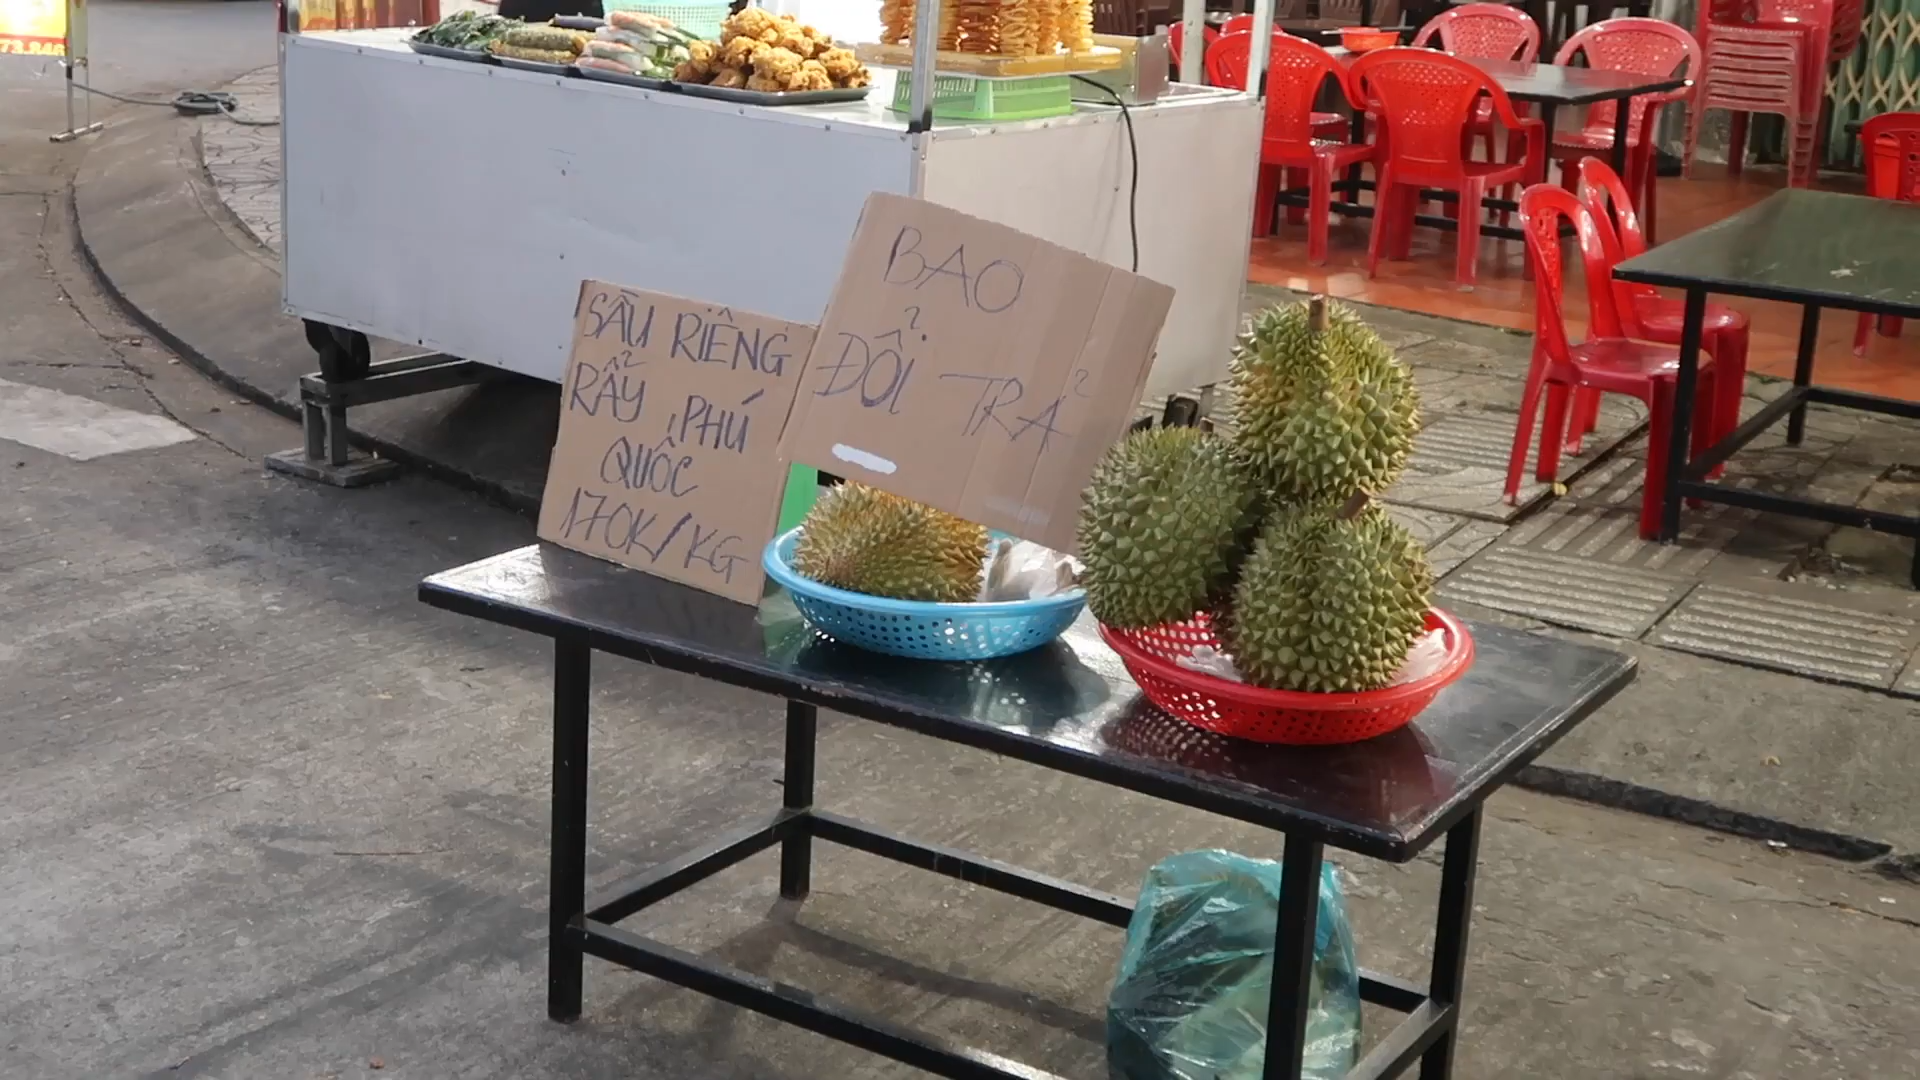 SẦU RIÊNG
RẪY PHÚ
QUỐC
170K/KG
BAO
ĐỔI TRẢ